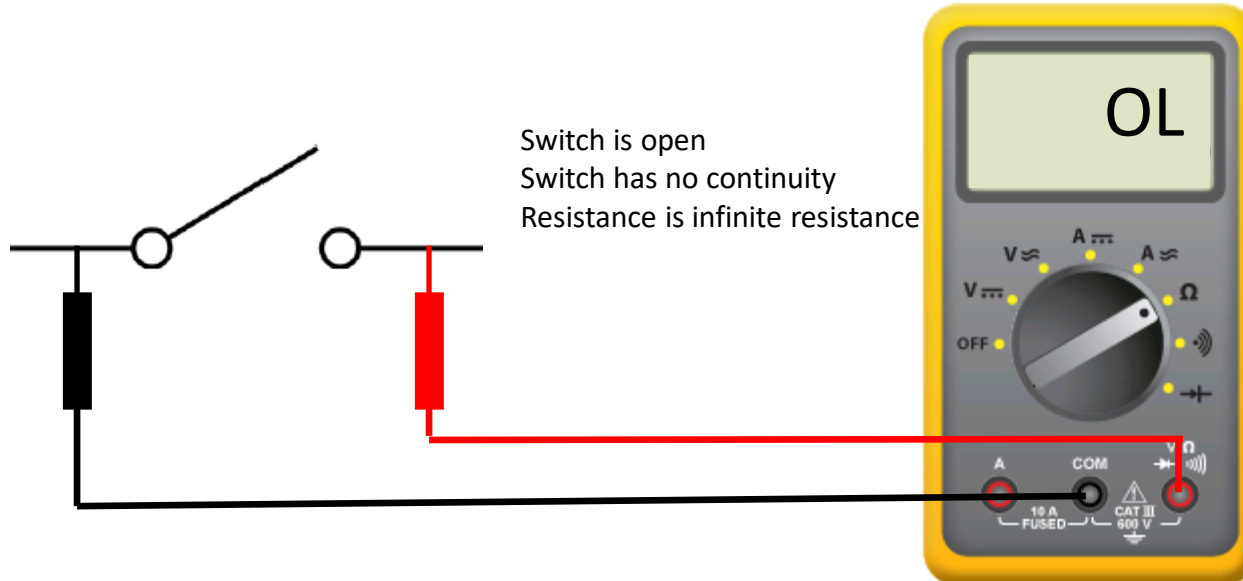 OL
Switch is open
Switch has no continuity
Resistance is infinite resistance
A
V
A
V
Ω
OFF
A
COM
V Ω
10 A
FUSED
CAT III
600 V